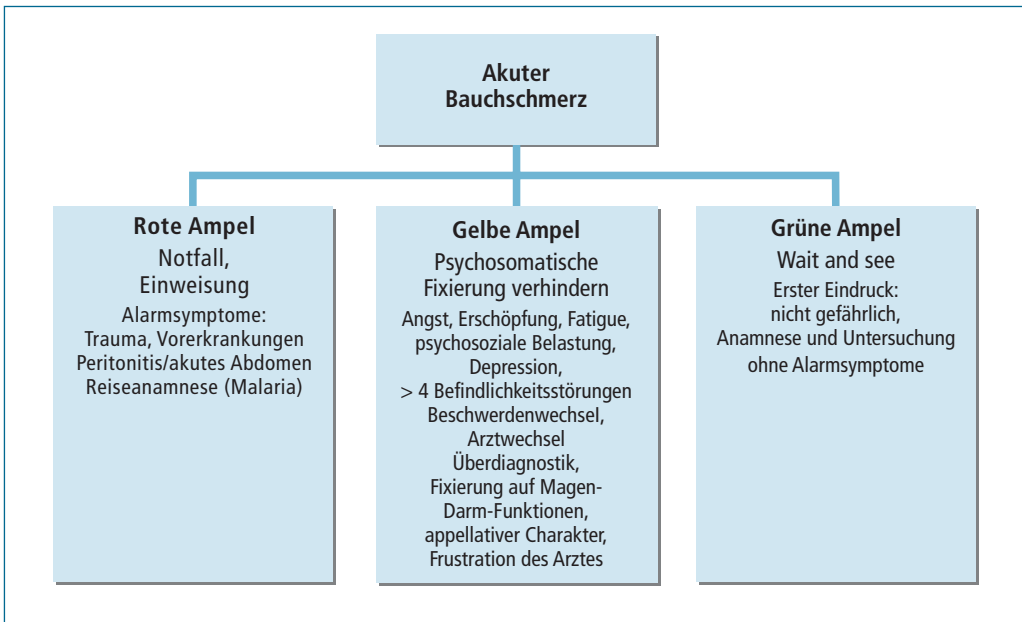 Akuter
Bauchschmerz
Rote Ampel
Notfall,
Einweisung
Alarmsymptome:
Trauma, Vorerkrankungen
Peritonitis/akutes Abdomen
Reiseanamnese (Malaria)
Gelbe Ampel
Psychosomatische
Fixierung verhindern
Angst, Erschöpfung, Fatigue,
psychosoziale Belastung,
Depression,
> 4 Befindlichkeitsstörungen
Beschwerdenwechsel,
Arztwechsel
Überdiagnostik,
Fixierung auf Magen-
Darm-Funktionen,
appellativer Charakter,
Frustration des Arztes
Grüne Ampel
Wait and see
Erster Eindruck:
nicht gefährlich,
Anamnese und Untersuchung
ohne Alarmsymptome